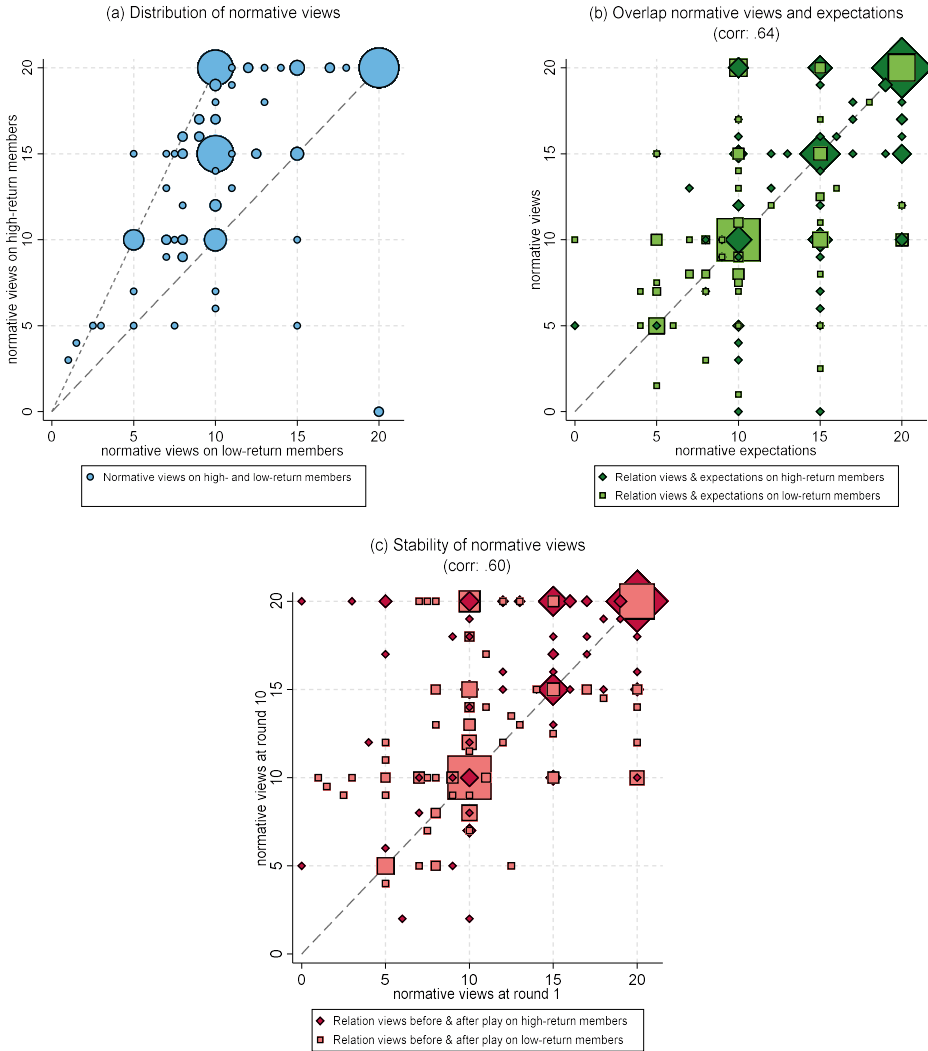 (a) Distribution of normative views
normative views on high-return members
20
15
10
5
0
0 5 10 15 20
normative views on low-return members
Normative views on high- and low-return members
(b) Overlap normative views and expectations
(corr: .64)
normative views
20
15
10
5
0
0 5 10 15 20
normative expectations
Relation views & expectations on high-return members
Relation views & expectations on low-return members
(c) Stability of normative views
(corr: .60)
normative views at round 10
20
15
10
5
0
0 5 10 15 20
normative views at round 1
Relation views before & after play on high-return members
Relation views before & after play on low-return members